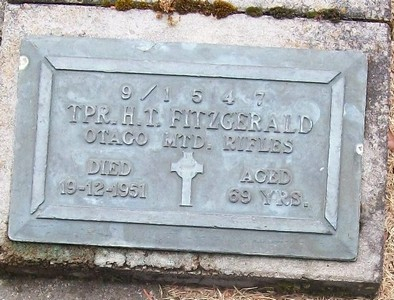 9/1547
TPR. H.T. FITZGERALD
OTAGO MTD. RIFLES
DIED AGED
19-12-1951 69 YRS.